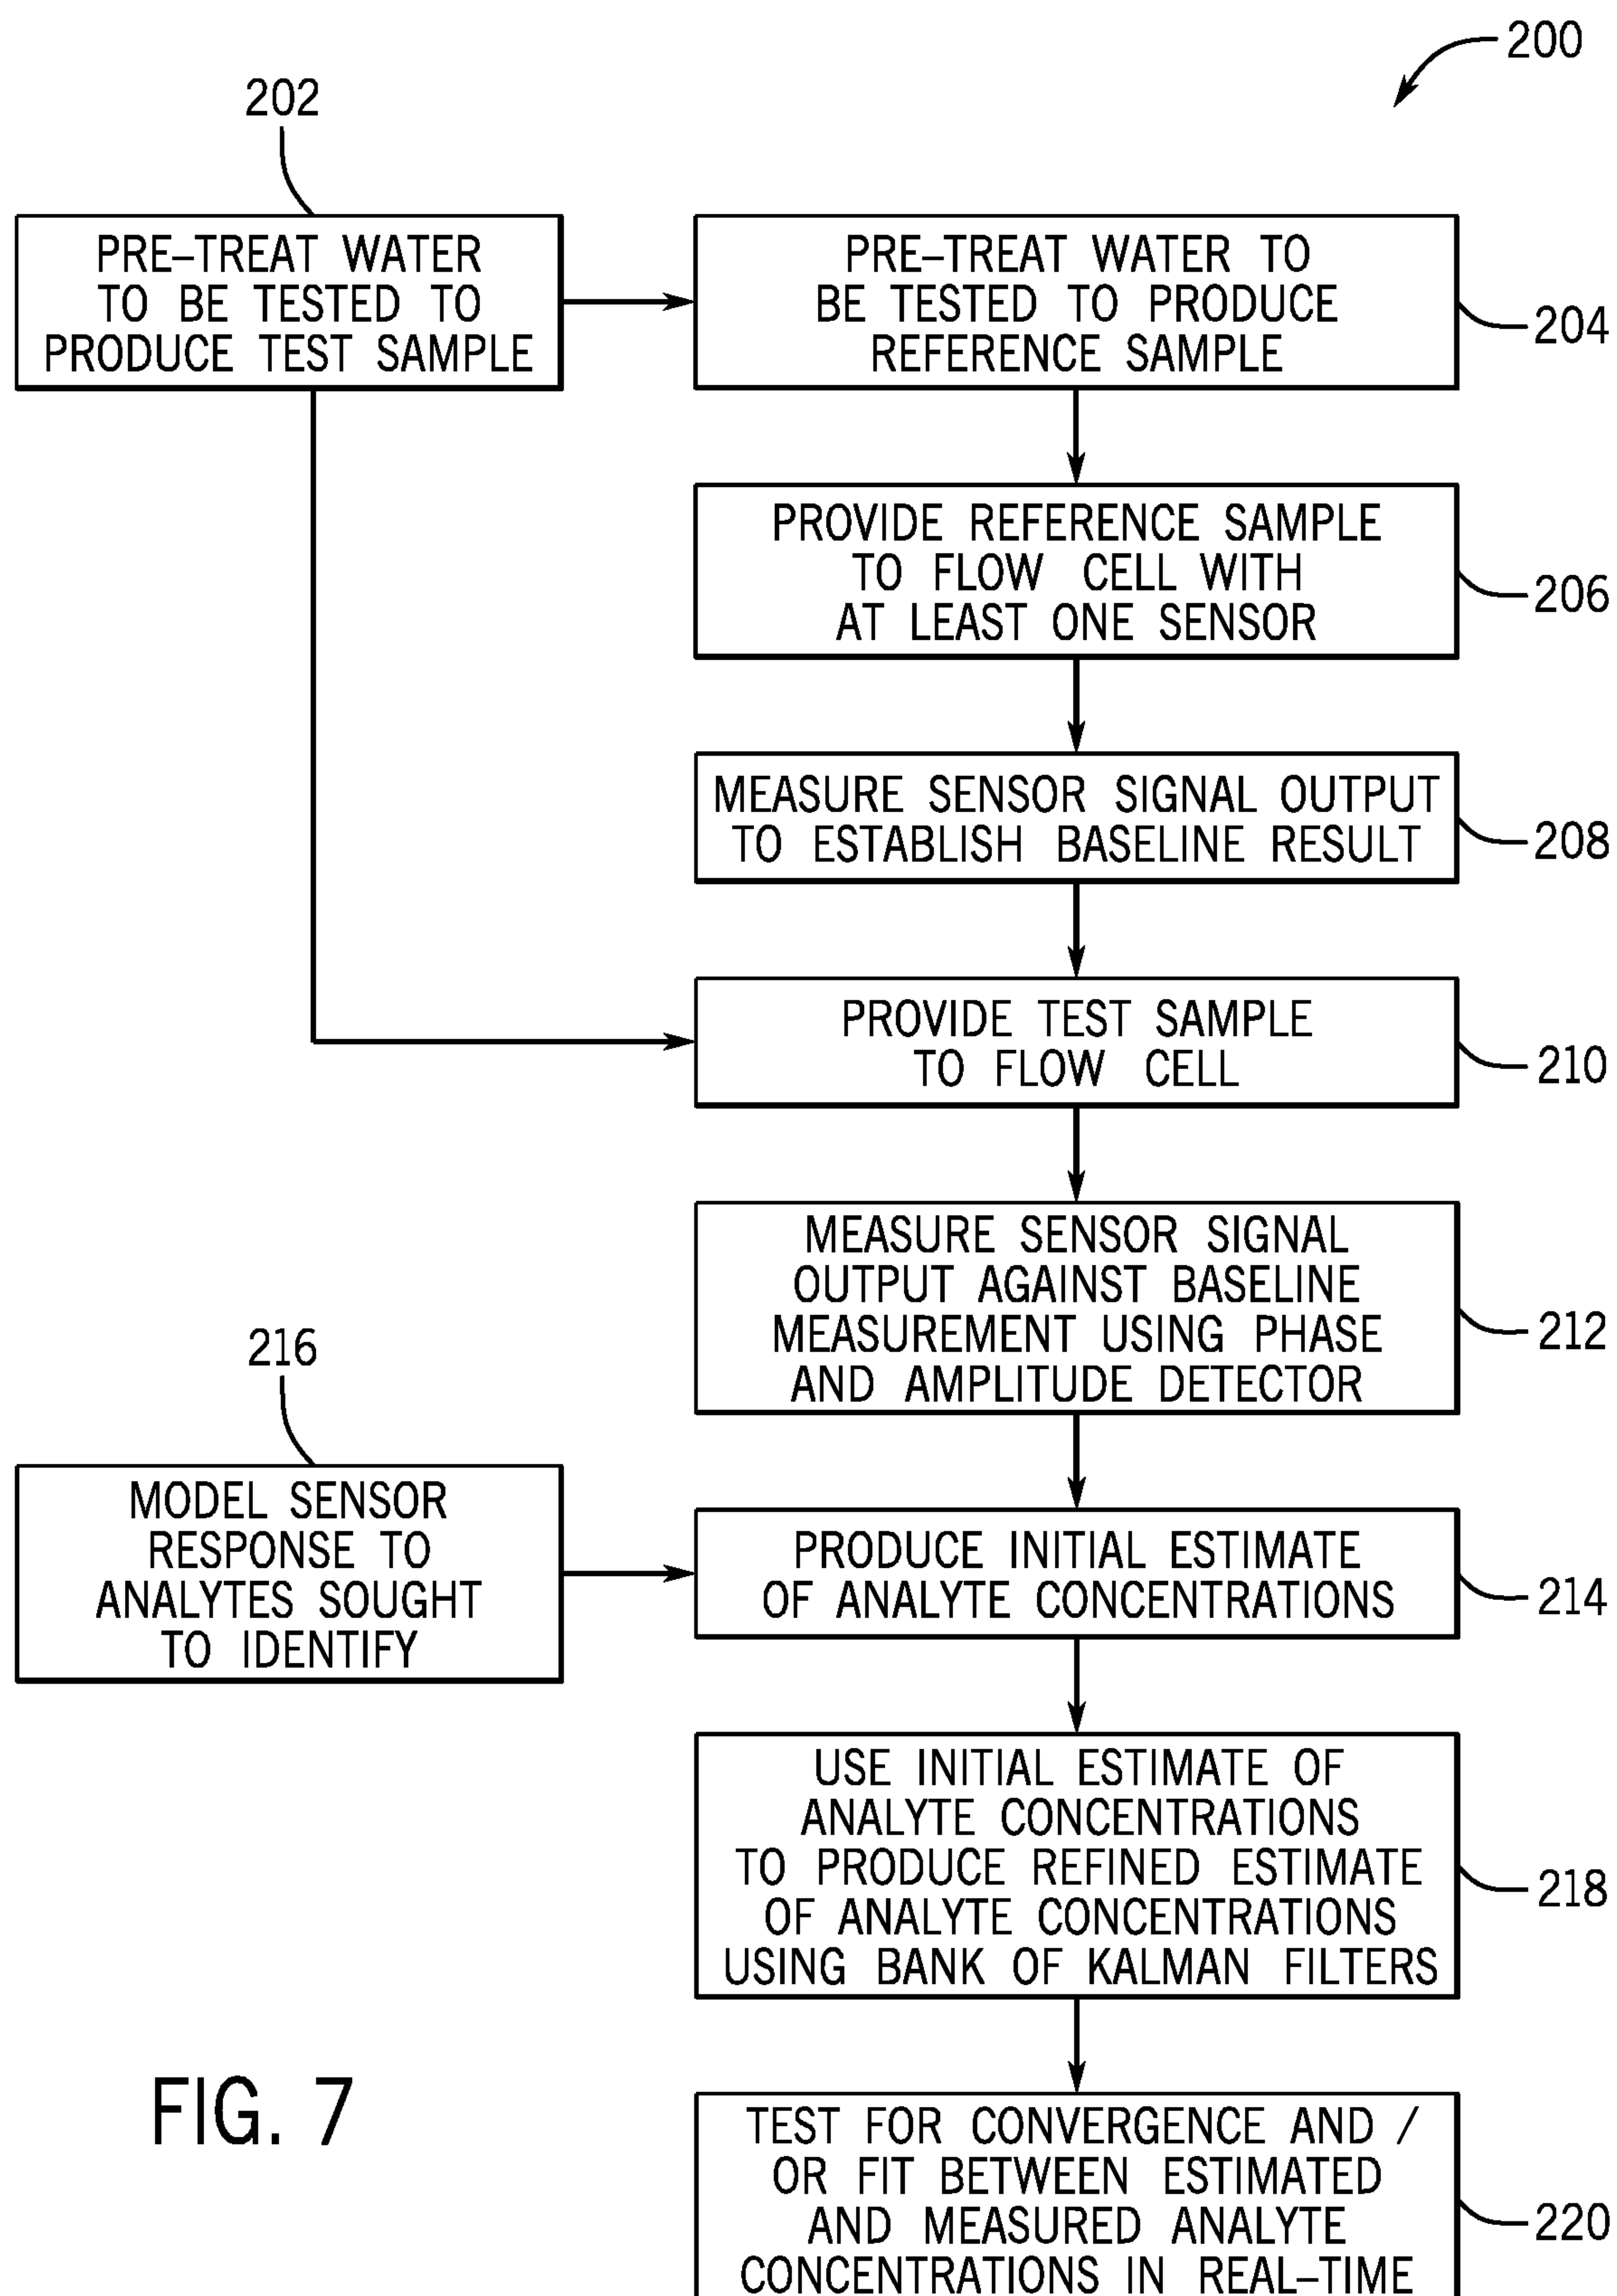 200
202
PRE-TREAT WATER
TO BE TESTED TO
PRODUCE TEST SAMPLE
PRE-TREAT WATER TO
BE TESTED TO PRODUCE
REFERENCE SAMPLE
204
PROVIDE REFERENCE SAMPLE
TO FLOW CELL WITH
AT LEAST ONE SENSOR
206
MEASURE SENSOR SIGNAL OUTPUT
TO ESTABLISH BASELINE RESULT
208
PROVIDE TEST SAMPLE
TO FLOW CELL
210
MEASURE SENSOR SIGNAL
OUTPUT AGAINST BASELINE
MEASUREMENT USING PHASE
AND AMPLITUDE DETECTOR
212
216
MODEL SENSOR
RESPONSE TO
ANALYTES SOUGHT
TO IDENTIFY
PRODUCE INITIAL ESTIMATE
OF ANALYTE CONCENTRATIONS
214
USE INITIAL ESTIMATE OF
ANALYTE CONCENTRATIONS
TO PRODUCE REFINED ESTIMATE
OF ANALYTE CONCENTRATIONS
USING BANK OF KALMAN FILTERS
218
TEST FOR CONVERGENCE AND /
OR FIT BETWEEN ESTIMATED
AND MEASURED ANALYTE
CONCENTRATIONS IN REAL-TIME
220
FIG. 7